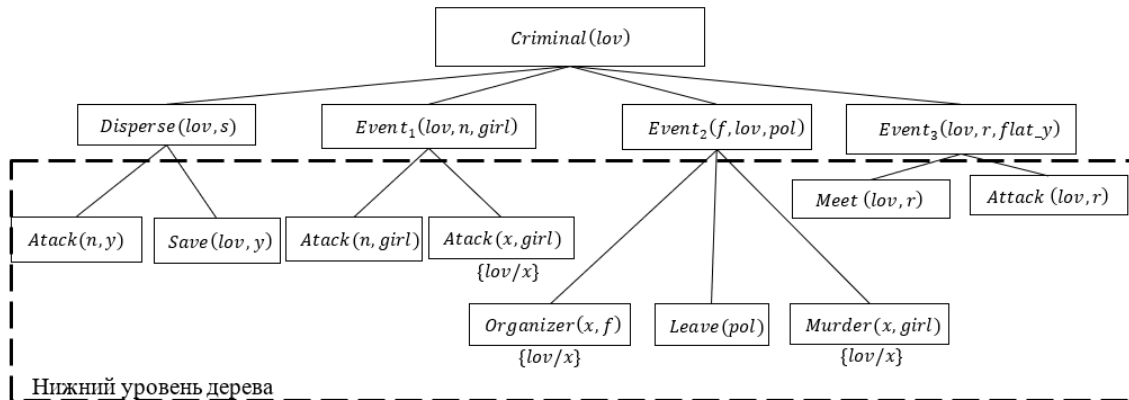 Criminal(lov)
Disperse(lov,s)
Event₁(lov,n,girl)
Event₂(f,lov,pol)
Event₃(lov,r,flat_y)
Atack(n,y)
Save(lov,y)
Atack(n,girl)
Atack(x,girl)
{lov/x}
Meet (lov,r)
Attack (lov,r)
Organizer(x,f)
{lov/x}
Leave(pol)
Murder(x,girl)
{lov/x}
Нижний уровень дерева